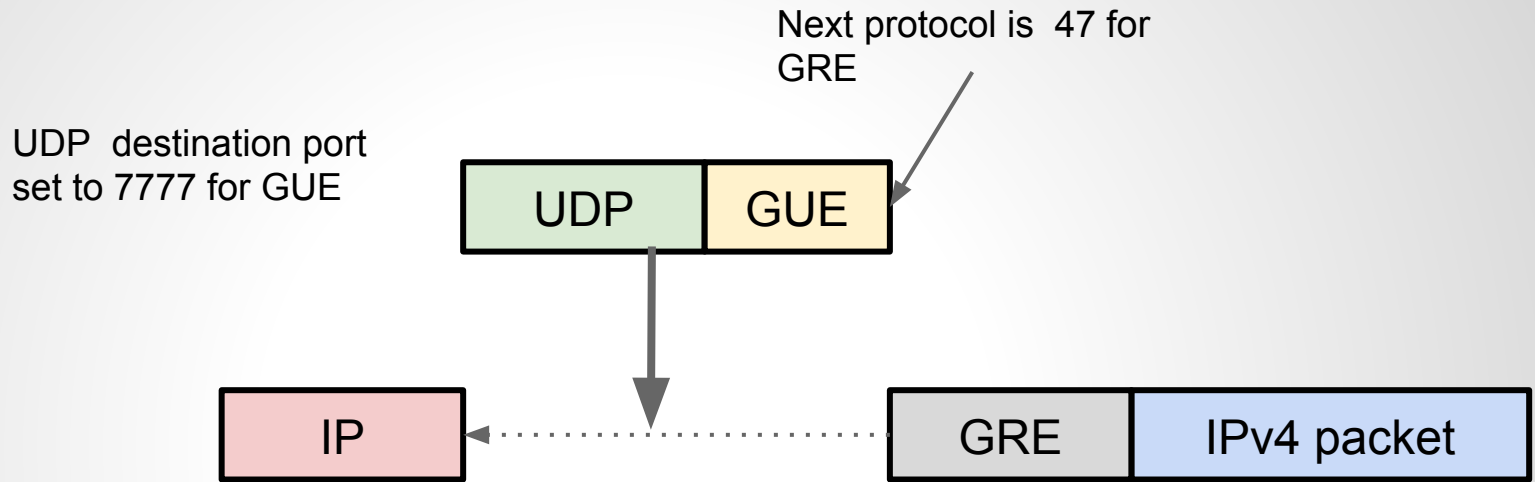 Next protocol is  47 for
GRE
UDP  destination port
set to 7777 for GUE
UDP
GUE
IP
GRE
IPv4 packet